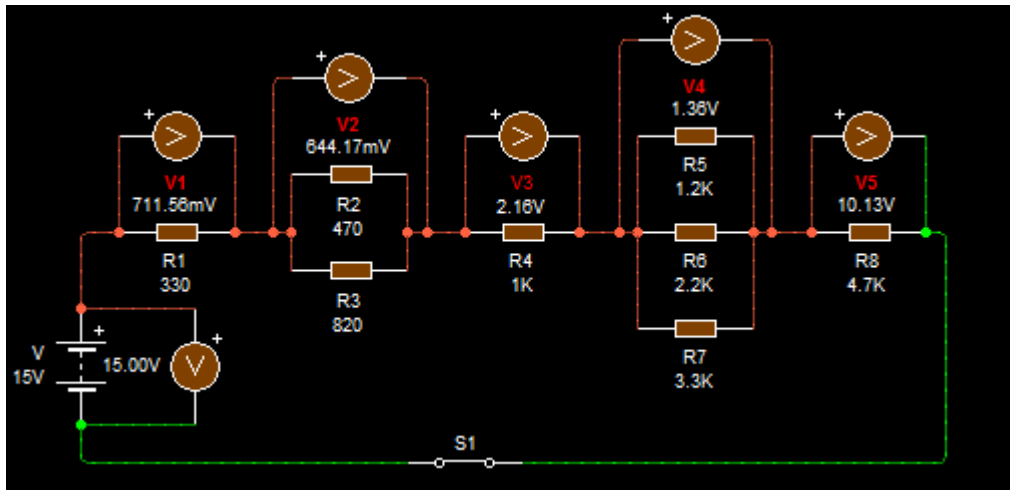 +
V4
1.36V
+
V2
644.17mV
+
V1
711.56mV
+
V3
2.16V
+
V5
10.13V
R5
1.2K
R2
470
R1
330
R3
820
R4
1K
R6
2.2K
R8
4.7K
R7
3.3K
+
V
15V
15.00V
+
V
S1